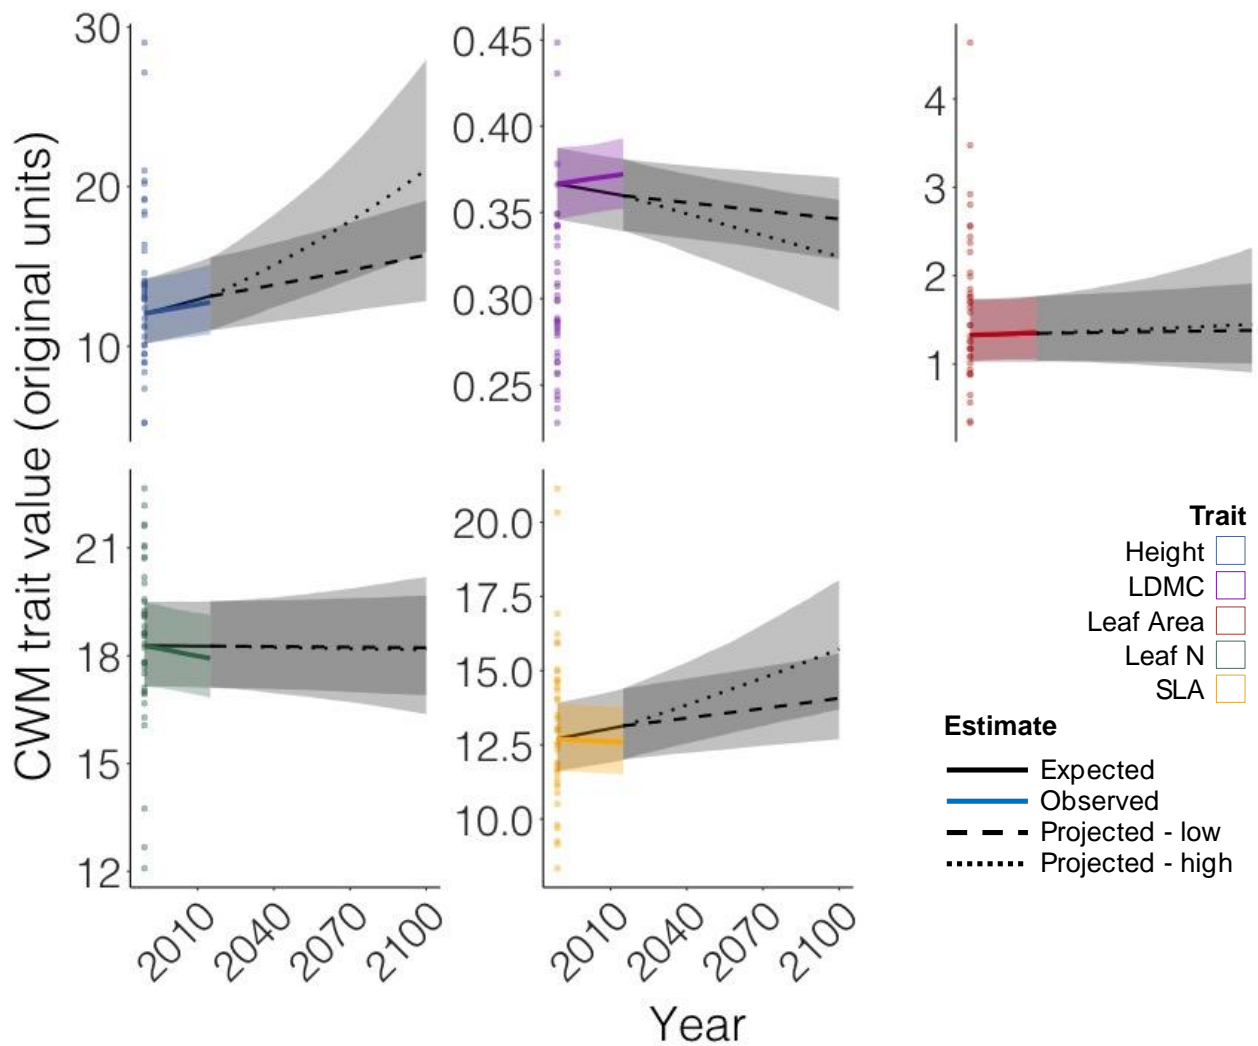 CWM trait value (original units)
30
20
10
0.45
0.40
0.35
0.30
0.25
4
3
2
1
21
18
15
12
20.0
17.5
15.0
12.5
10.0
2010 2040 2070 2100
2010 2040 2070 2100
Year
Trait
Height
LDMC
Leaf Area
Leaf N
SLA
Estimate
Expected
Observed
Projected - low
Projected - high